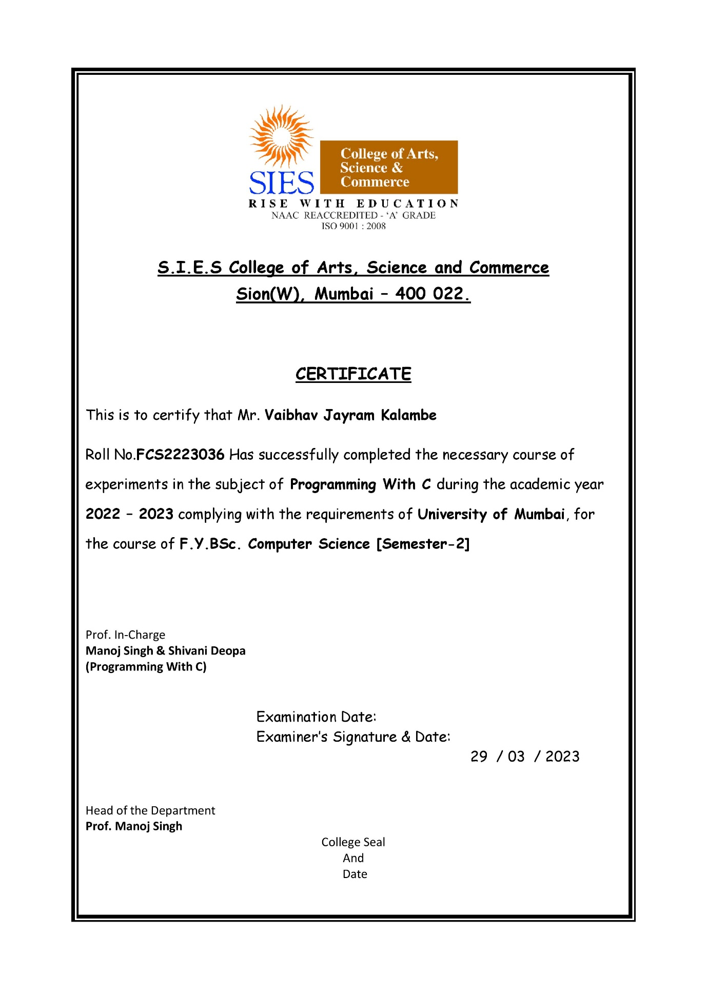 College of Arts,
Science &
Commerce
SIES
RISE WITH EDUCATION
NAAC REACCREDITED - ‘A’ GRADE
ISO 9001 : 2008
S.I.E.S College of Arts, Science and Commerce
Sion(W), Mumbai – 400 022.
CERTIFICATE
This is to certify that Mr. Vaibhav Jayram Kalambe
Roll No.FCS2223036 Has successfully completed the necessary course of
experiments in the subject of Programming With C during the academic year
2022 – 2023 complying with the requirements of University of Mumbai, for
the course of F.Y.BSc. Computer Science [Semester-2]
Prof. In-Charge
Manoj Singh & Shivani Deopa
(Programming With C)
Examination Date:
Examiner's Signature & Date:
29 / 03 / 2023
Head of the Department
Prof. Manoj Singh
College Seal
And
Date